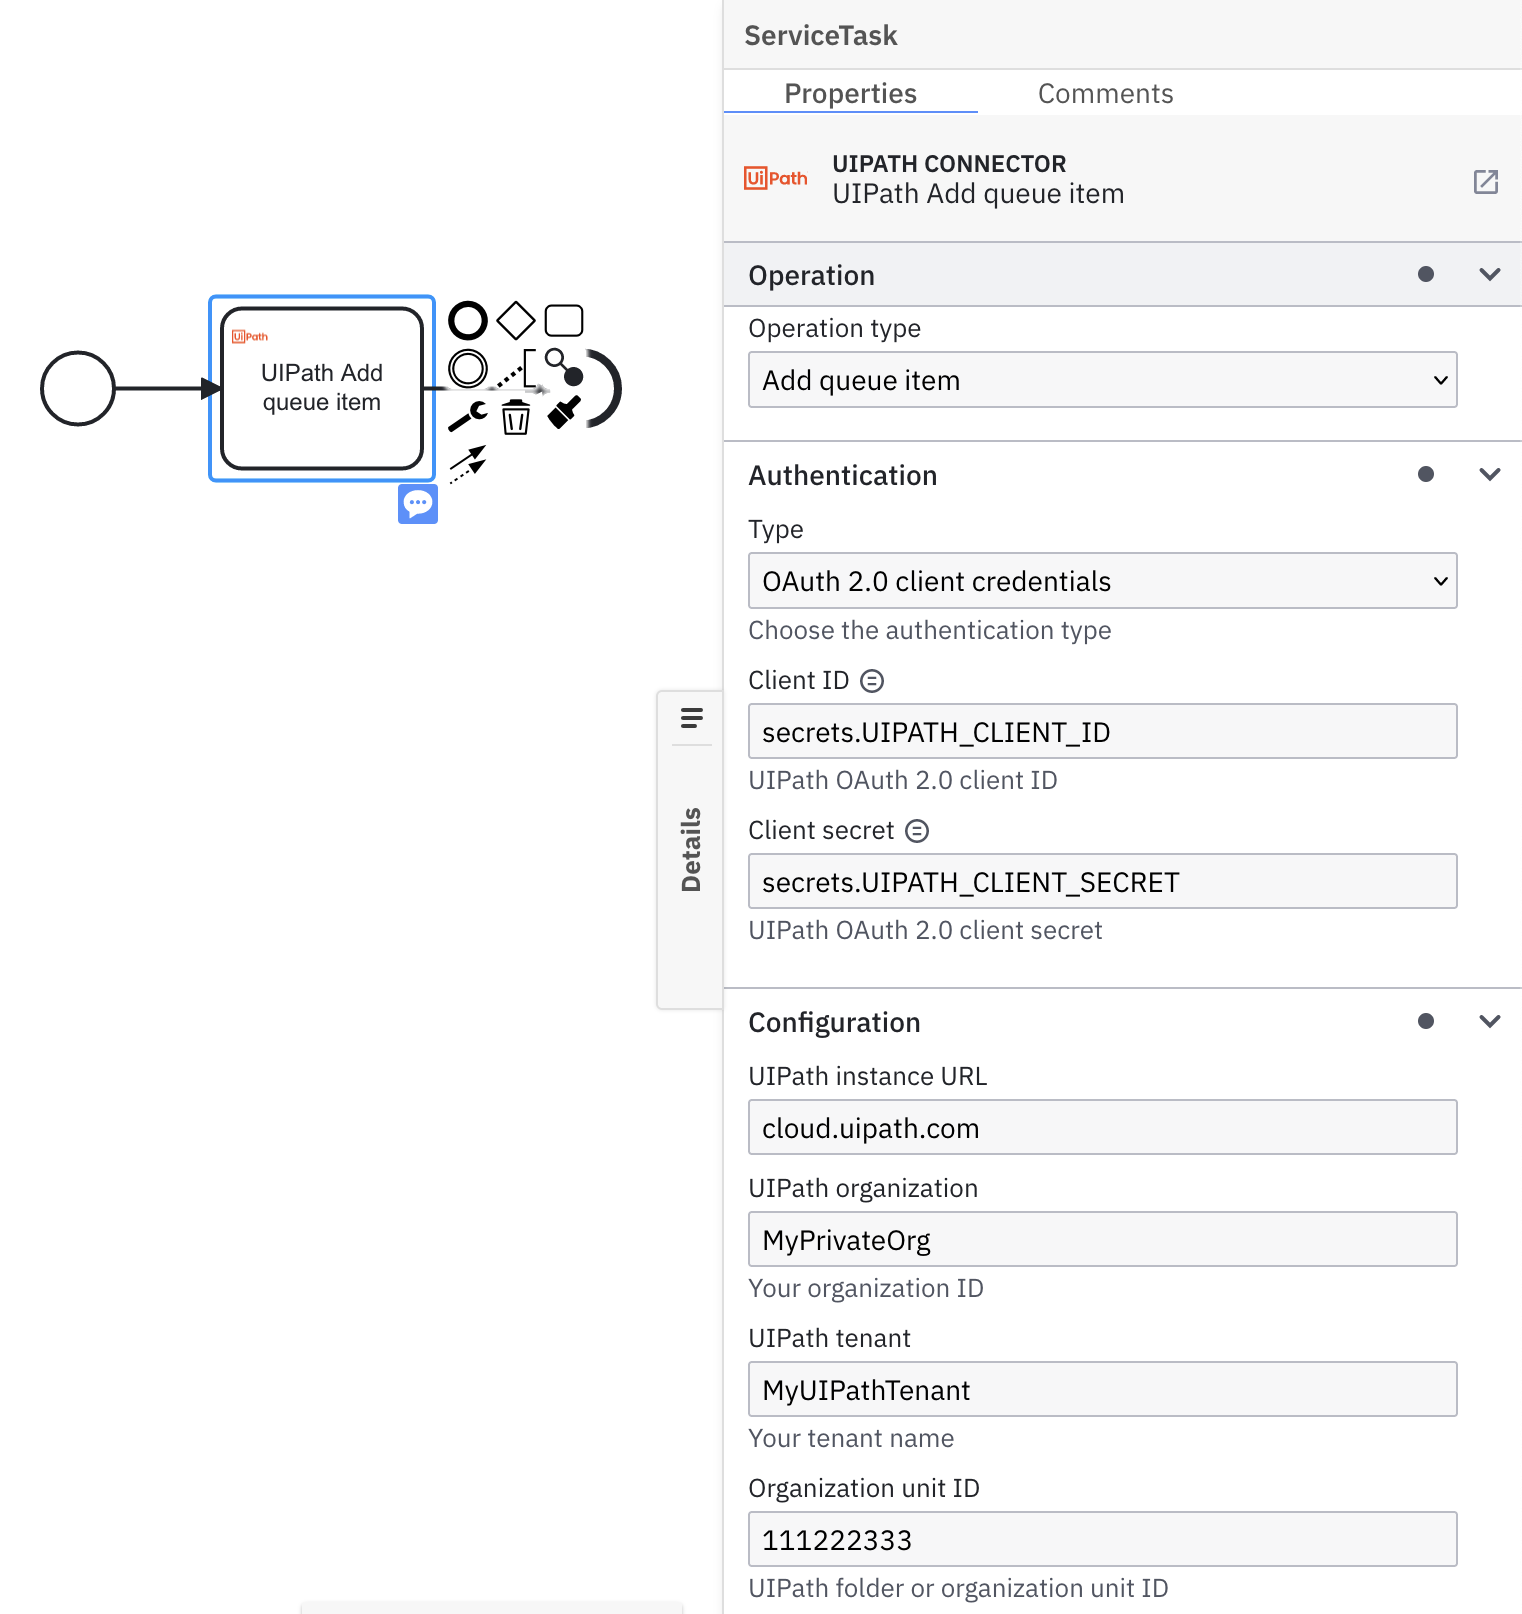 ServiceTask
Properties
Comments
UiPath
UIPATH CONNECTOR
UIPath Add queue item
Operation
Operation type
Add queue item
Authentication
Type
OAuth 2.0 client credentials
Choose the authentication type
Client ID
secrets.UIPATH_CLIENT_ID
UIPath OAuth 2.0 client ID
Client secret
secrets.UIPATH_CLIENT_SECRET
UIPath OAuth 2.0 client secret
Configuration
UIPath instance URL
cloud.uipath.com
UIPath organization
MyPrivateOrg
Your organization ID
UIPath tenant
MyUIPathTenant
Your tenant name
Organization unit ID
111222333
UIPath folder or organization unit ID
UiPath
UIPath Add
queue item
Details